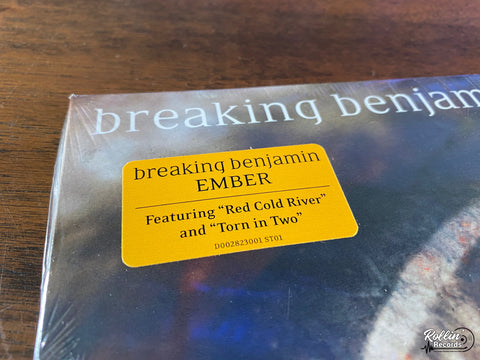 breaking benjam
breaking benjamin
EMBER
Featuring “Red Cold River”
and “Torn in Two”
D002823001 ST01
Rollin
Records